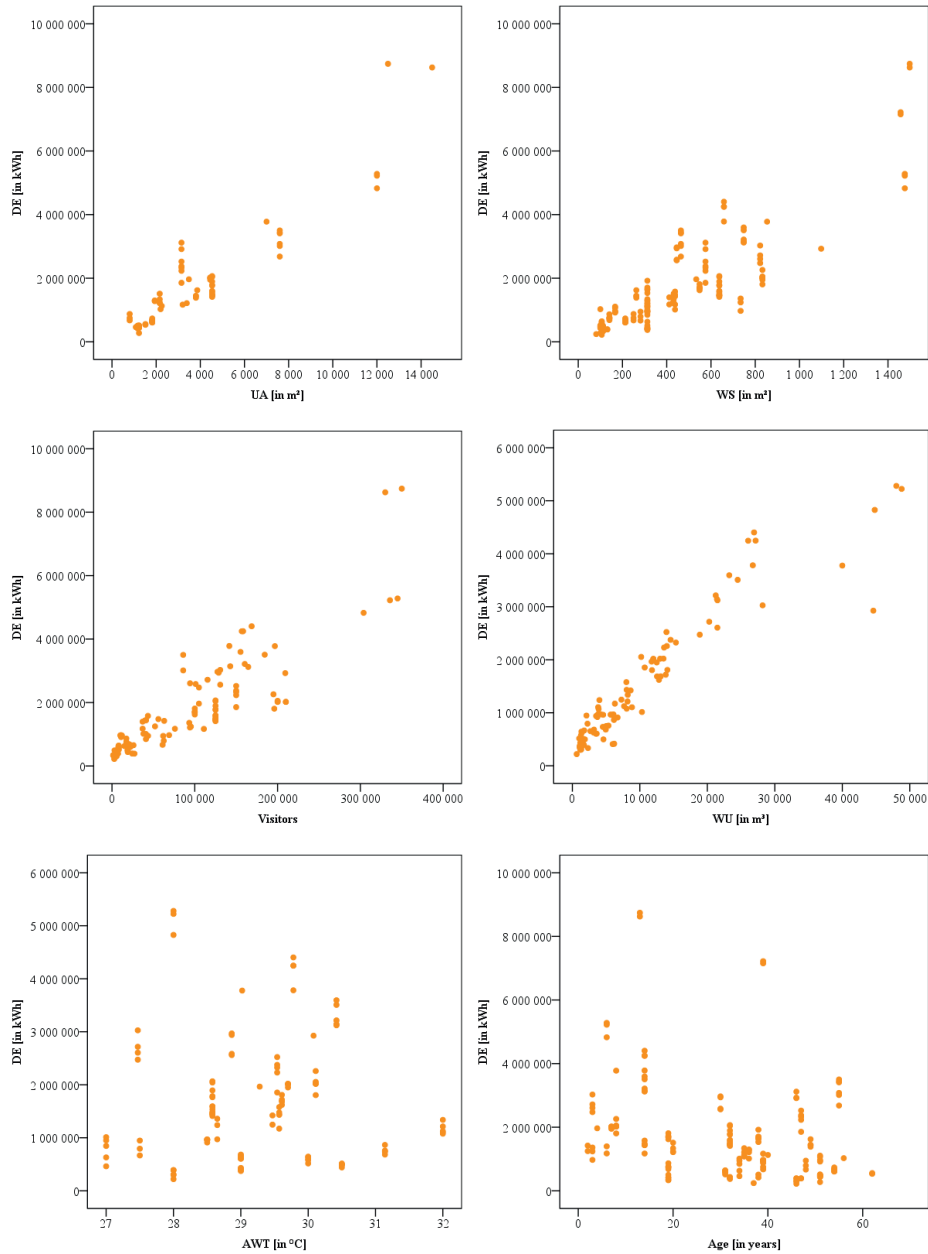 10 000 000
8 000 000
6 000 000
4 000 000
2 000 000
0
DE [in kWh]
0 2 000 4 000 6 000 8 000 10 000 12 000 14 000
UA [in m²]
10 000 000
8 000 000
6 000 000
4 000 000
2 000 000
0
DE [in kWh]
0 200 400 600 800 1 000 1 200 1 400
WS [in m²]
10 000 000
8 000 000
6 000 000
4 000 000
2 000 000
0
DE [in kWh]
0 100 000 200 000 300 000 400 000
Visitors
6 000 000
5 000 000
4 000 000
3 000 000
2 000 000
1 000 000
0
DE [in kWh]
0 10 000 20 000 30 000 40 000 50 000
WU [in m³]
6 000 000
5 000 000
4 000 000
3 000 000
2 000 000
1 000 000
0
DE [in kWh]
27 28 29 30 31 32
AWT [in °C]
10 000 000
8 000 000
6 000 000
4 000 000
2 000 000
0
DE [in kWh]
0 20 40 60
Age [in years]